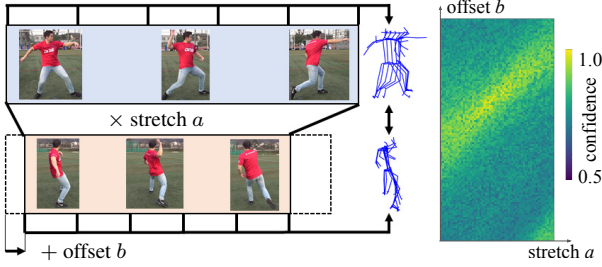 × stretch a
+ offset b
offset b
stretch a
1.0
confidence
0.5